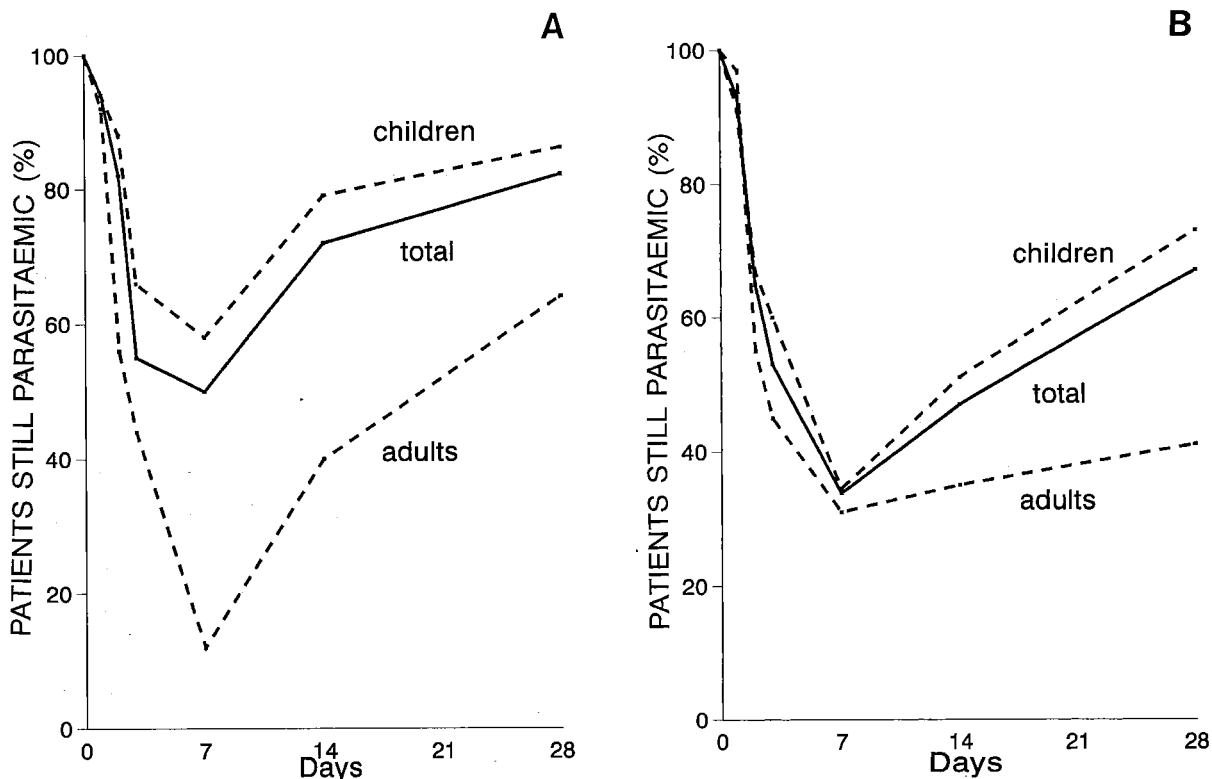 A
PATIENTS STILL PARASITAEMIC (%)
100
80
60
40
20
0
children
total
adults
0 7 14 21 28
Days
B
PATIENTS STILL PARASITAEMIC (%)
100
80
60
40
20
0
children
total
adults
0 7 14 21 28
Days